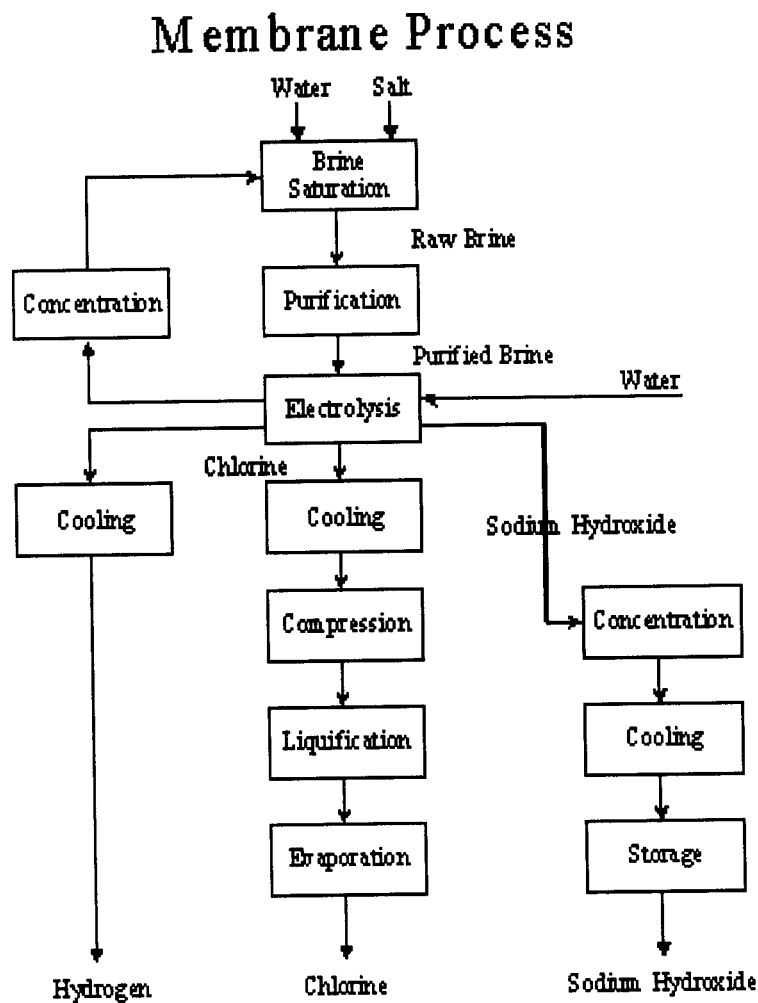 Membrane Process
Water Salt
Brine
Saturation
Raw Brine
Concentration
Purification
Purified Brine
Water
Electrolysis
Chlorine
Cooling
Cooling
Sodium Hydroxide
Compression
Concentration
Liquification
Cooling
Evaporation
Storage
Hydrogen
Chlorine
Sodium Hydroxide